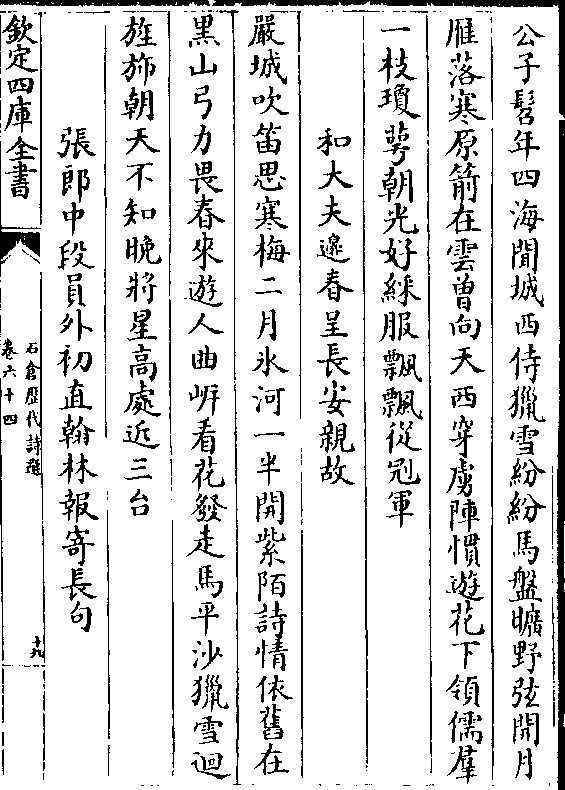 公子髫年四海聞城西侍獵雪紛紛馬盤曠野弦開月
雁落寒原箭在雲曽向天西穿虜陣慣遊花下領儒羣
一枝瓊萼朝光好綵服飄飄從冠軍
和大夫邊春呈長安親故
嚴城吹笛思寒梅二月氷河一半開紫陌詩情依舊在
黒山弓力畏春來遊人曲㟁看花發走馬平沙獵雪迴
旌斾朝天不知晚將星高處近三台
張郎中段員外初直翰林報寄長句
欽定四庫全書
石倉歴代詩選
卷六十四
十九